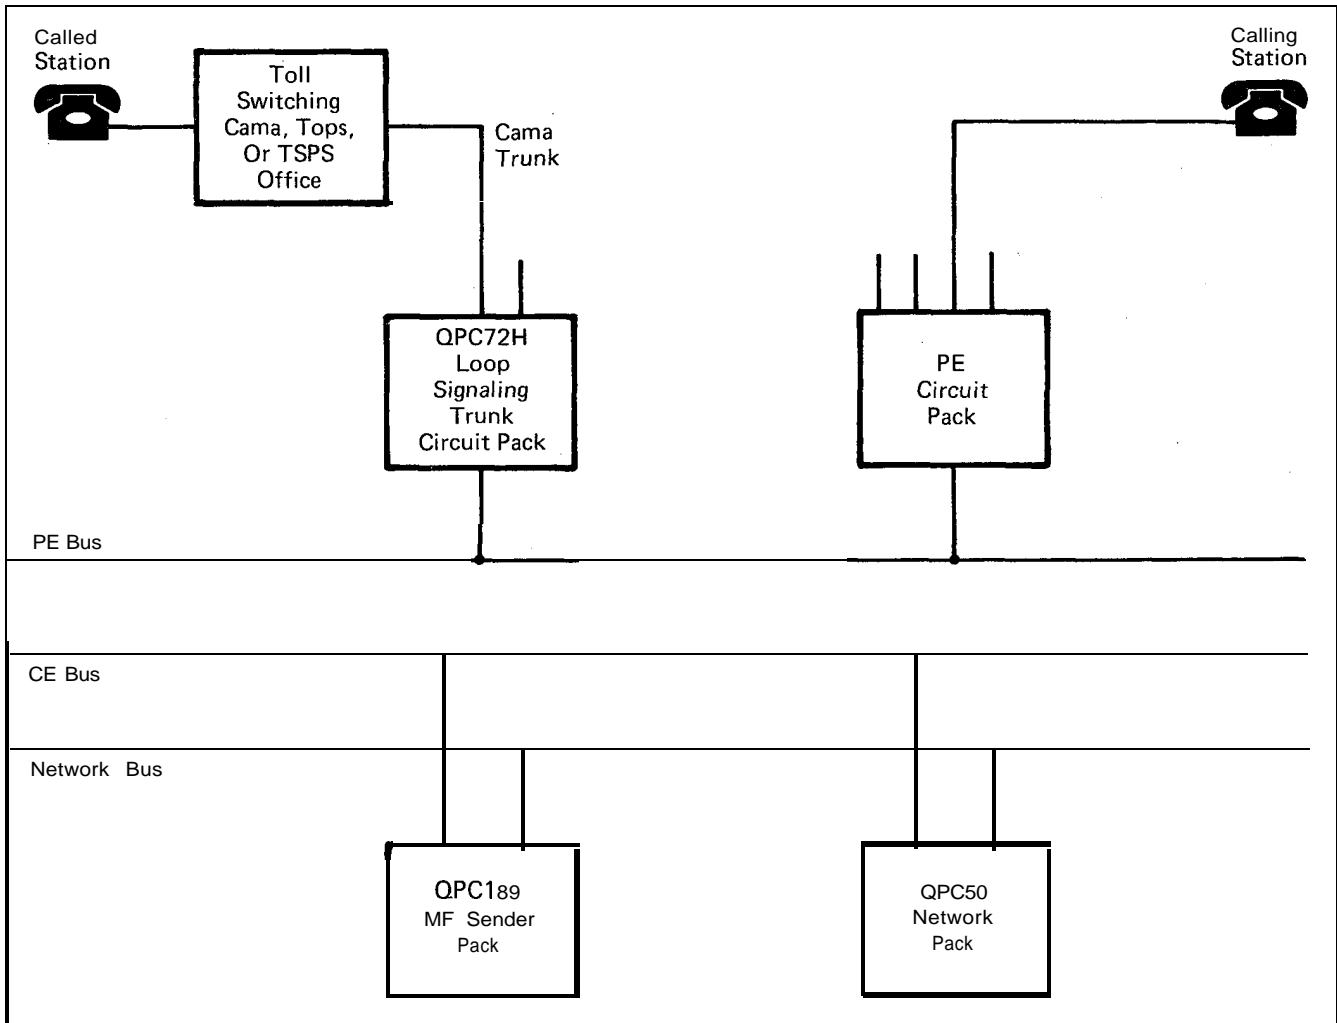 Called
Station
Toll
Switching
Cama, Tops,
Or TSPS
Office
Cama
Trunk
Calling
Station
QPC72H
Loop
Signaling
Trunk
Circuit Pack
PE
Circuit
Pack
PE Bus
CE Bus
Network Bus
QPC189
MF Sender
Pack
QPC50
Network
Pack